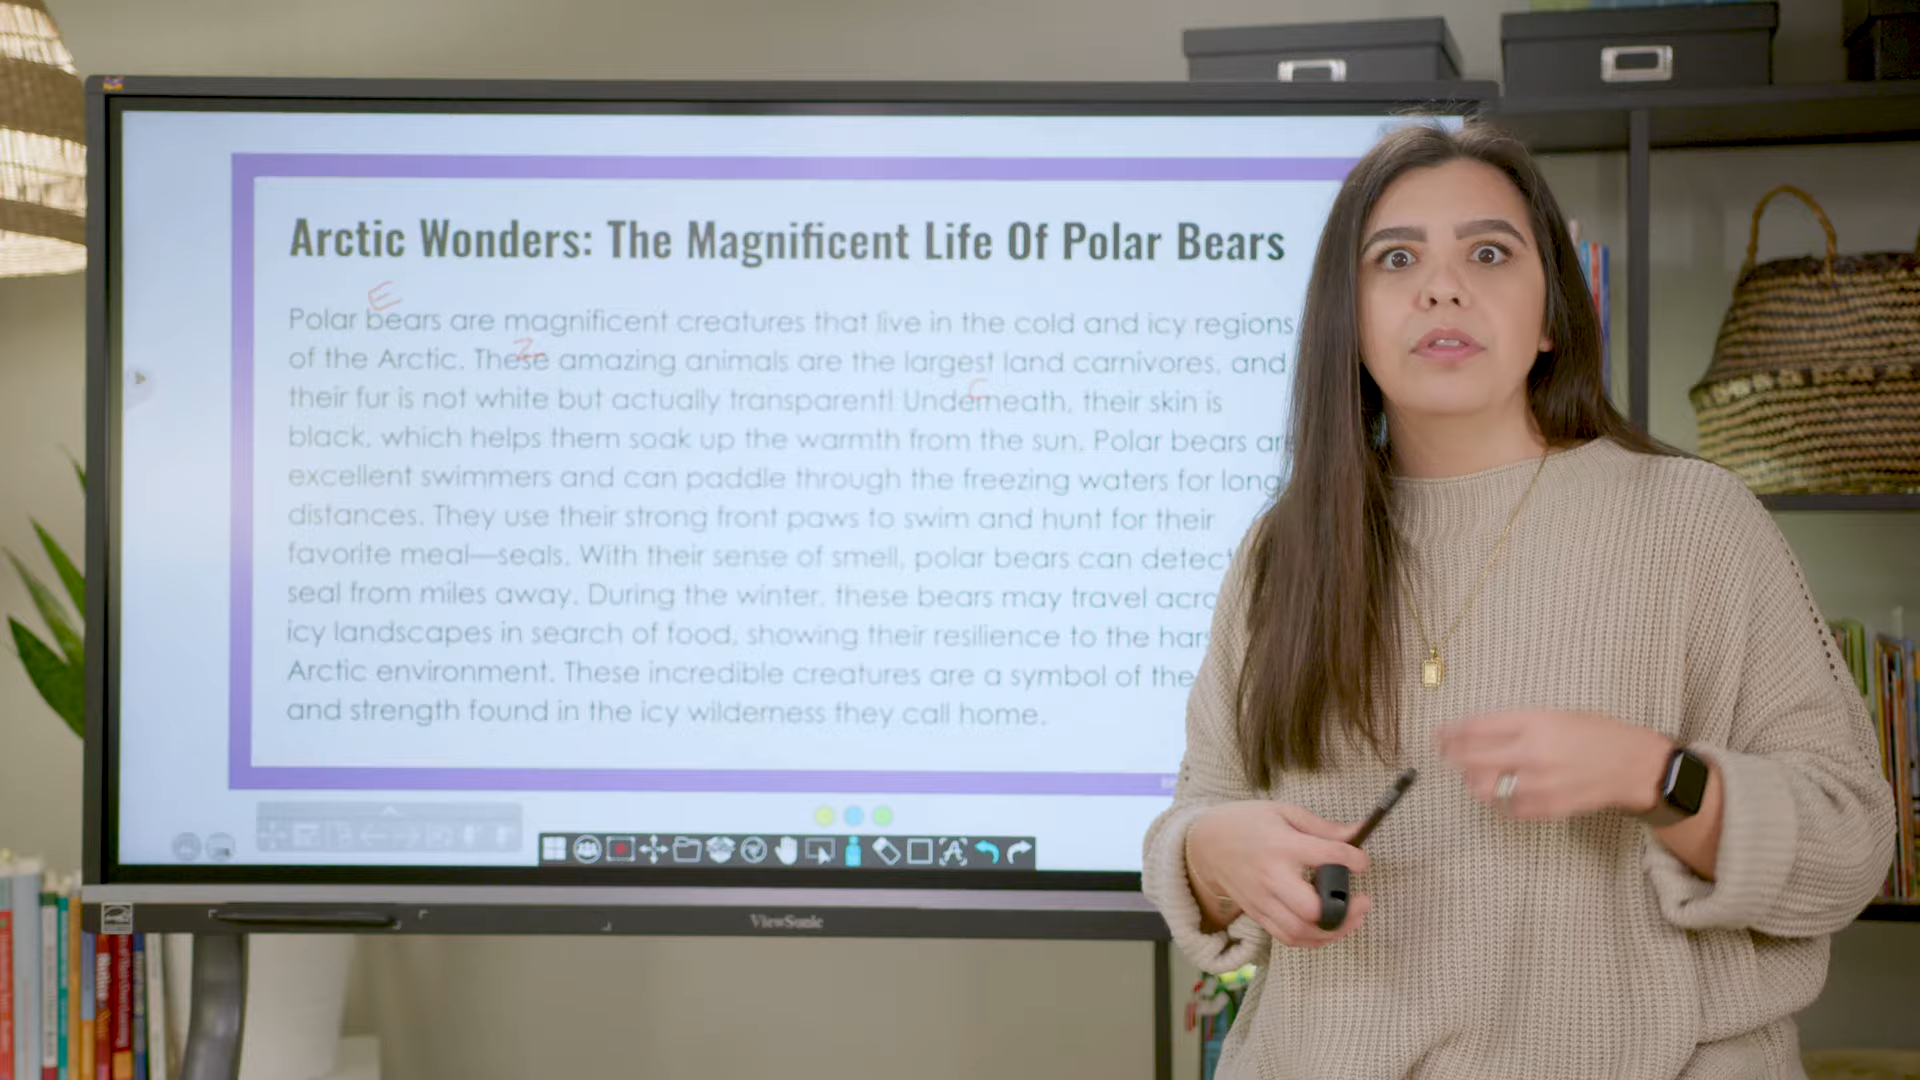 Arctic Wonders: The Magnificent Life Of Polar Bears
E
Polar bears are magnificent creatures that live in the cold and icy regions
Z
of the Arctic. These amazing animals are the largest land carnivores, and
C
their fur is not white but actually transparent! Underneath, their skin is
black, which helps them soak up the warmth from the sun. Polar bears are
excellent swimmers and can paddle through the freezing waters for long
distances. They use their strong front paws to swim and hunt for their
favorite meal—seals. With their sense of smell, polar bears can detect
seal from miles away. During the winter, these bears may travel
icy landscapes in search of food, showing their resilience to the
Arctic environment. These incredible creatures are a symbol of the
and strength found in the icy wilderness they call home.
ViewSonic